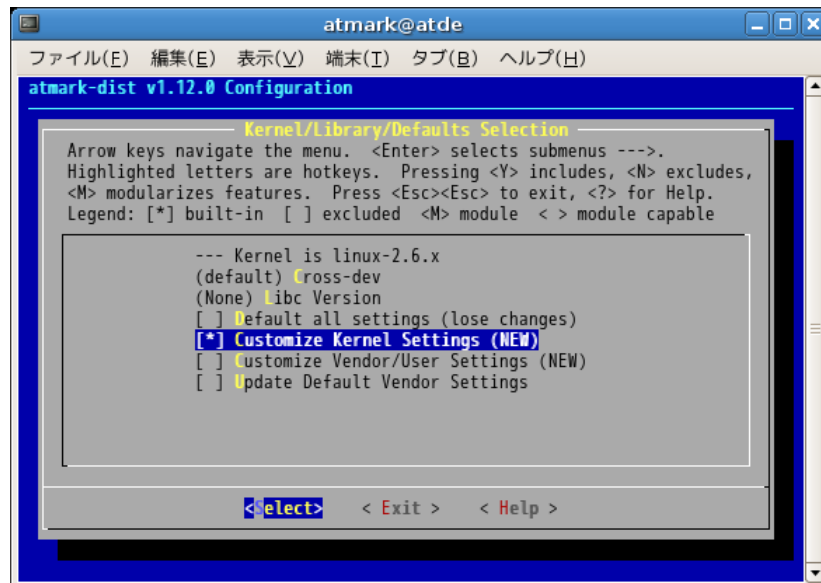 atmark@atde
ファイル(F) 編集(E) 表示(V) 端末(T) タブ(B) ヘルプ(H)
atmark-dist v1.12.0 Configuration
Kernel/Library/Defaults Selection
Arrow keys navigate the menu. <Enter> selects submenus --->.
Highlighted letters are hotkeys. Pressing <Y> includes, <N> excludes,
<M> modularizes features. Press <Esc><Esc> to exit, <?> for Help.
Legend: [*] built-in [ ] excluded <M> module < > module capable
--- Kernel is linux-2.6.x
(default) Cross-dev
(None) Libc Version
[ ] Default all settings (lose changes)
[*] Customize Kernel Settings (NEW)
[ ] Customize Vendor/User Settings (NEW)
[ ] Update Default Vendor Settings
<Select> < Exit > < Help >